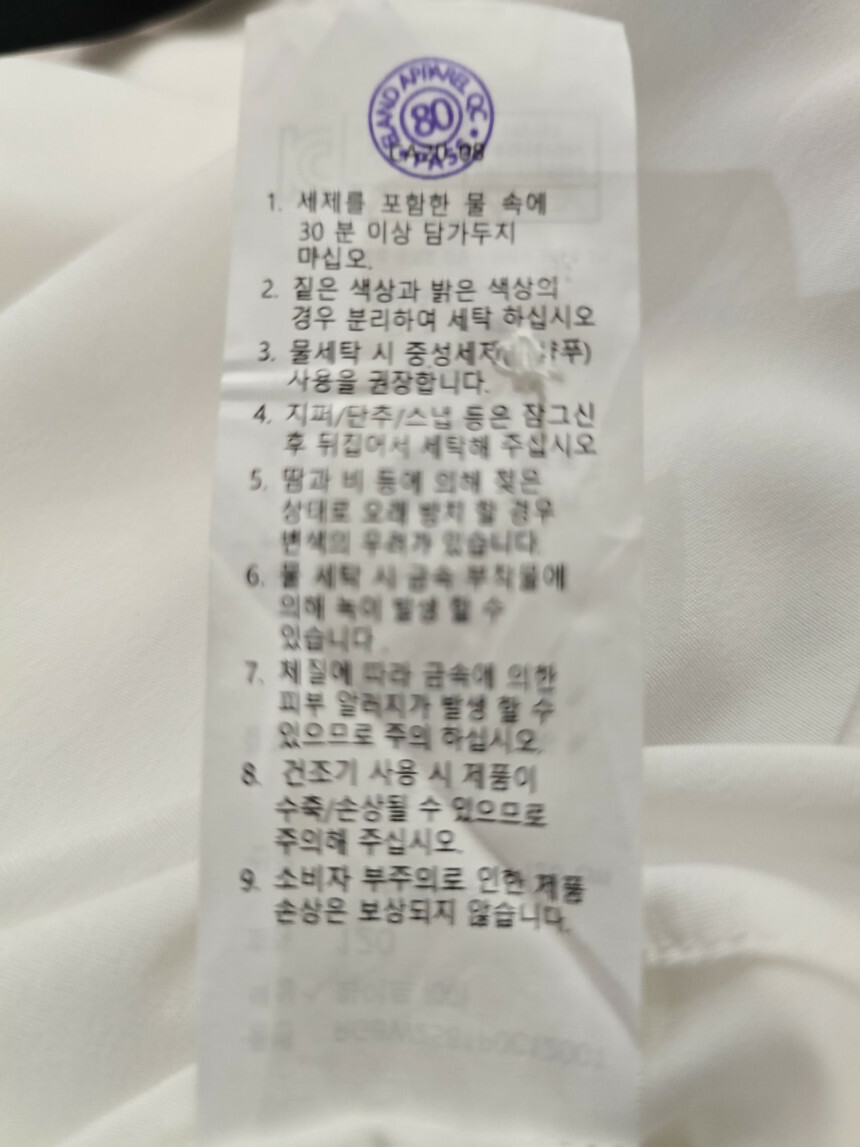 ELAND APPAREL QC
80
PASS
CA20-08
1. 세제를 포함한 물 속에
30 분 이상 담가두지
마십시오.
2. 짙은 색상과 밝은 색상의
경우 분리하여 세탁 하십시오
3. 물세탁 시
사용을 권장합니다.
4. 지퍼/단추/스냅 등은 잠그신
후 뒤집어서 세탁해 주십시오
5. 땀과 비 등에 의해 젖은
상태로 오래 방치 할 경우
변색의 우려가 있습니다.
6. 물 세탁 시 금속 부착물에
의해 녹이 발생 할 수
있습니다.
7. 체질에 따라 금속에 의한
피부 알러지가 발생 할 수
있으므로 주의 하십시오.
8. 건조기 사용 시 제품이
수축/손상될 수 있으므로
주의해 주십시오.
9. 소비자 부주의로 인한 제품
손상은 보상되지 않습니다.